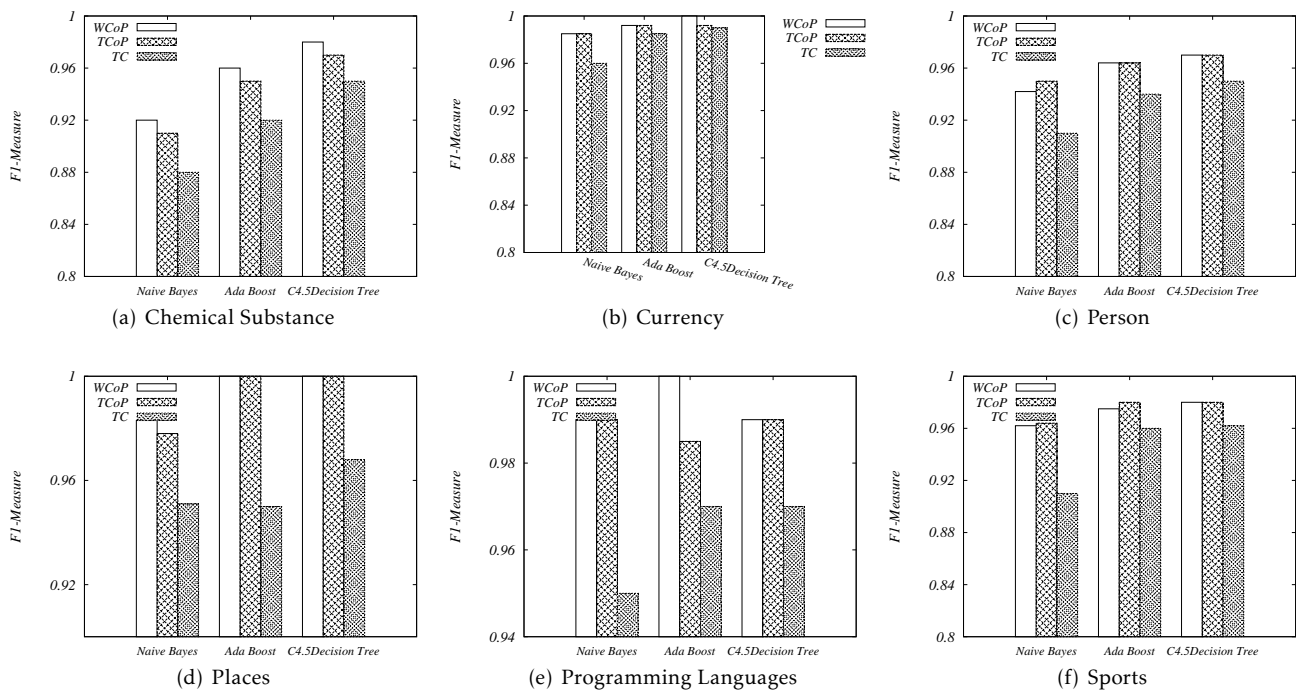 1
0.96
0.92
0.88
0.84
0.8
F1-Measure
WCoP
TCoP
TC
Naive Bayes Ada Boost C4.5Decision Tree
(a) Chemical Substance
1
0.96
0.92
0.88
0.84
0.8
F1-Measure
Naive Bayes
Ada Boost
C4.5Decision Tree
WCoP
TCoP
TC
(b) Currency
1
0.96
0.92
0.88
0.84
0.8
F1-Measure
WCoP
TCoP
TC
Naive Bayes Ada Boost C4.5Decision Tree
(c) Person
1
0.96
0.92
F1-Measure
WCoP
TCoP
TC
Naive Bayes Ada Boost C4.5Decision Tree
(d) Places
1
0.98
0.96
0.94
F1-Measure
WCoP
TCoP
TC
Naive Bayes Ada Boost C4.5Decision Tree
(e) Programming Languages
1
0.96
0.92
0.88
0.84
0.8
F1-Measure
WCoP
TCoP
TC
Naive Bayes Ada Boost C4.5Decision Tree
(f) Sports